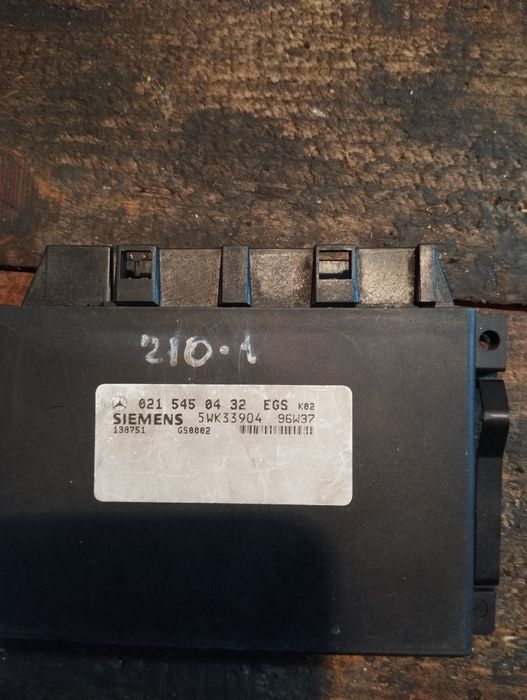 210.1
021 545 04 32 EGS K02
SIEMENS 5WK33904 96W37
138751 GS0002